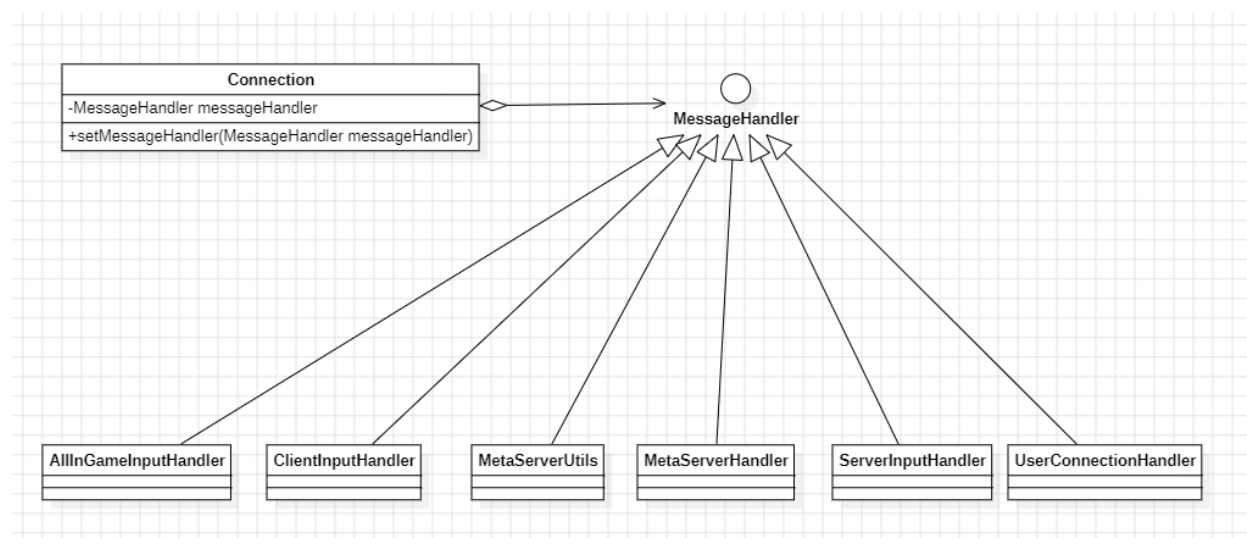 Connection
-MessageHandler messageHandler
+setMessageHandler(MessageHandler messageHandler)
MessageHandler
AllInGameInputHandler
ClientInputHandler
MetaServerUtils
MetaServerHandler
ServerInputHandler
UserConnectionHandler